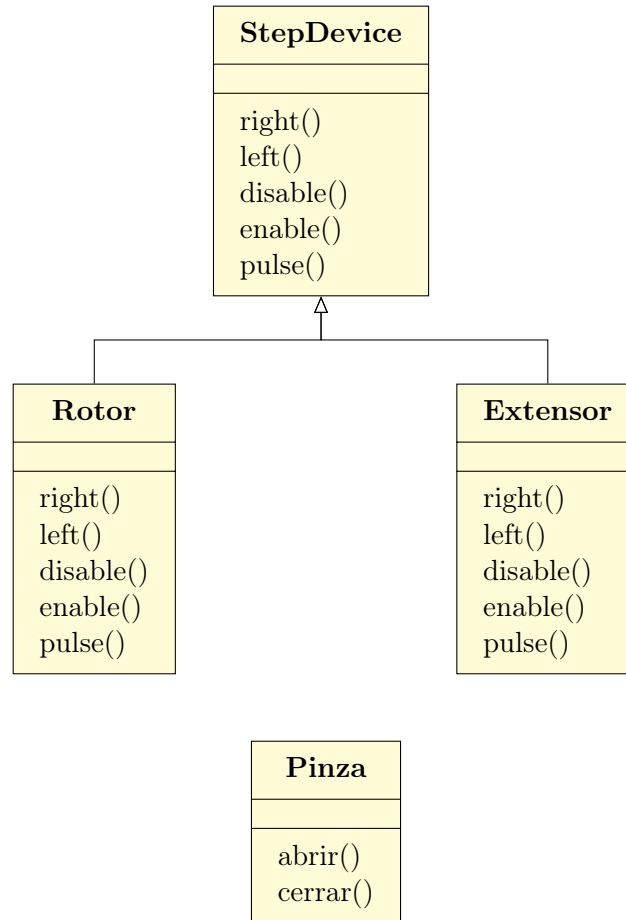 StepDevice
right()
left()
disable()
enable()
pulse()
Rotor
right()
left()
disable()
enable()
pulse()
Extensor
right()
left()
disable()
enable()
pulse()
Pinza
abrir()
cerrar()